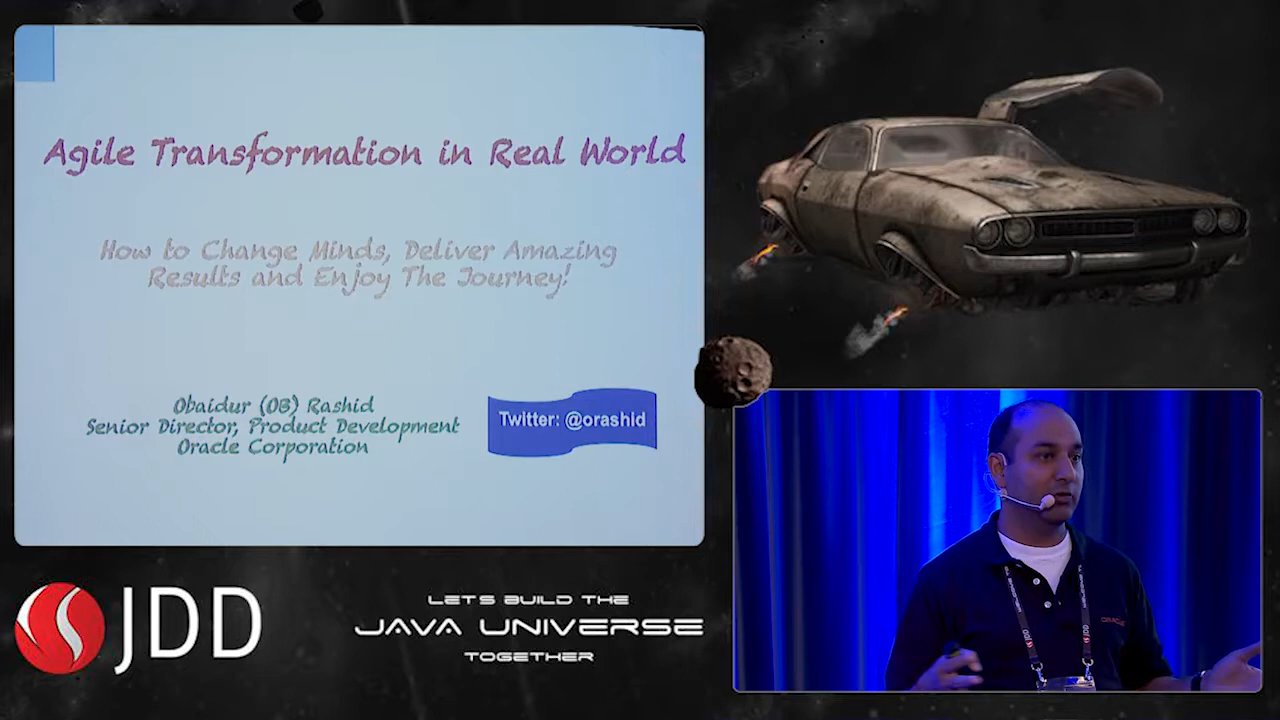 Agile Transformation in Real World
How to Change Minds, Deliver Amazing
Results and Enjoy The Journey!
Obaidur (OB) Rashid
Senior Director, Product Development
Oracle Corporation
Twitter: @orashid
JDD
LETS BUILD THE
JAVA UNIVERSE
TOGETHER
ORACLE